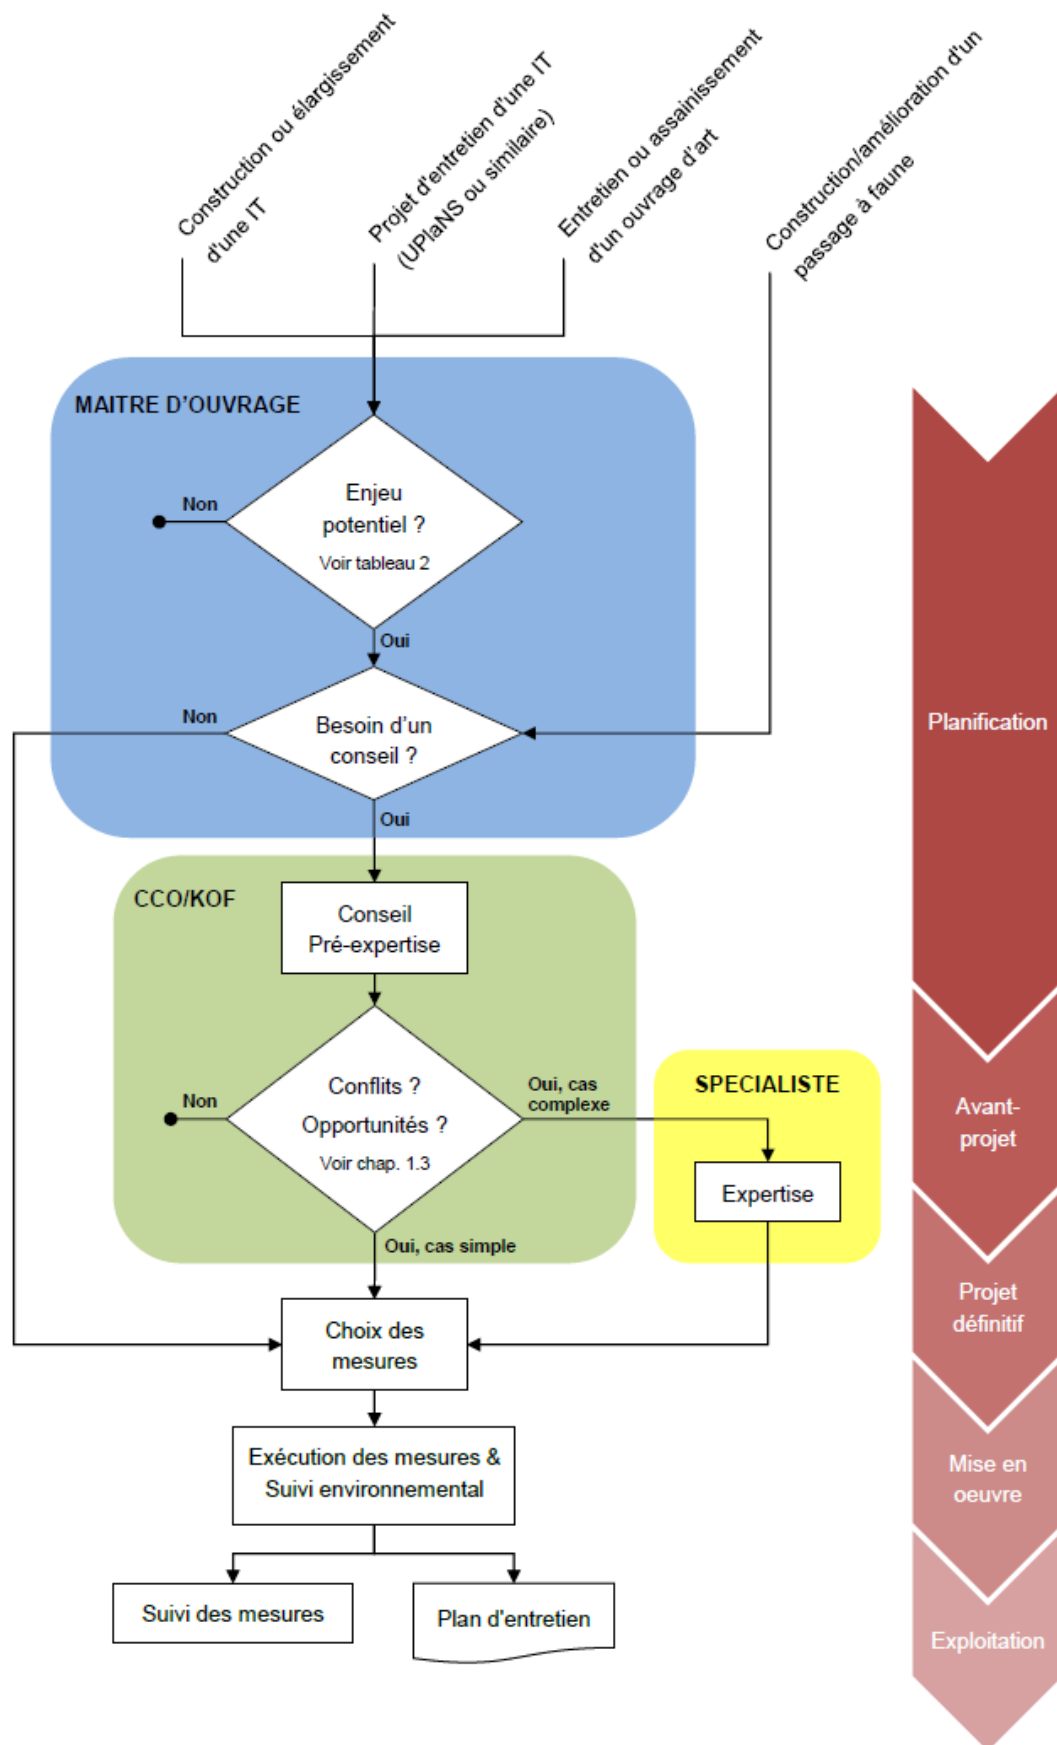 Construction ou élargissement
d'une IT
Projet d'entretien d'une IT
(UPlaNS ou similaire)
Entretien ou assainissement
d'un ouvrage d'art
Construction/amélioration d'un
passage à faune
MAITRE D'OUVRAGE
Enjeu
potentiel ?
Voir tableau 2
Non
Oui
Besoin d'un
conseil ?
Non
Oui
CCO/KOF
Conseil
Pré-expertise
Conflits ?
Opportunités ?
Voir chap. 1.3
Non
Oui, cas
complexe
Oui, cas simple
SPECIALISTE
Expertise
Choix des
mesures
Exécution des mesures &
Suivi environnemental
Suivi des mesures
Plan d'entretien
Planification
Avant-
projet
Projet
définitif
Mise en
oeuvre
Exploitation